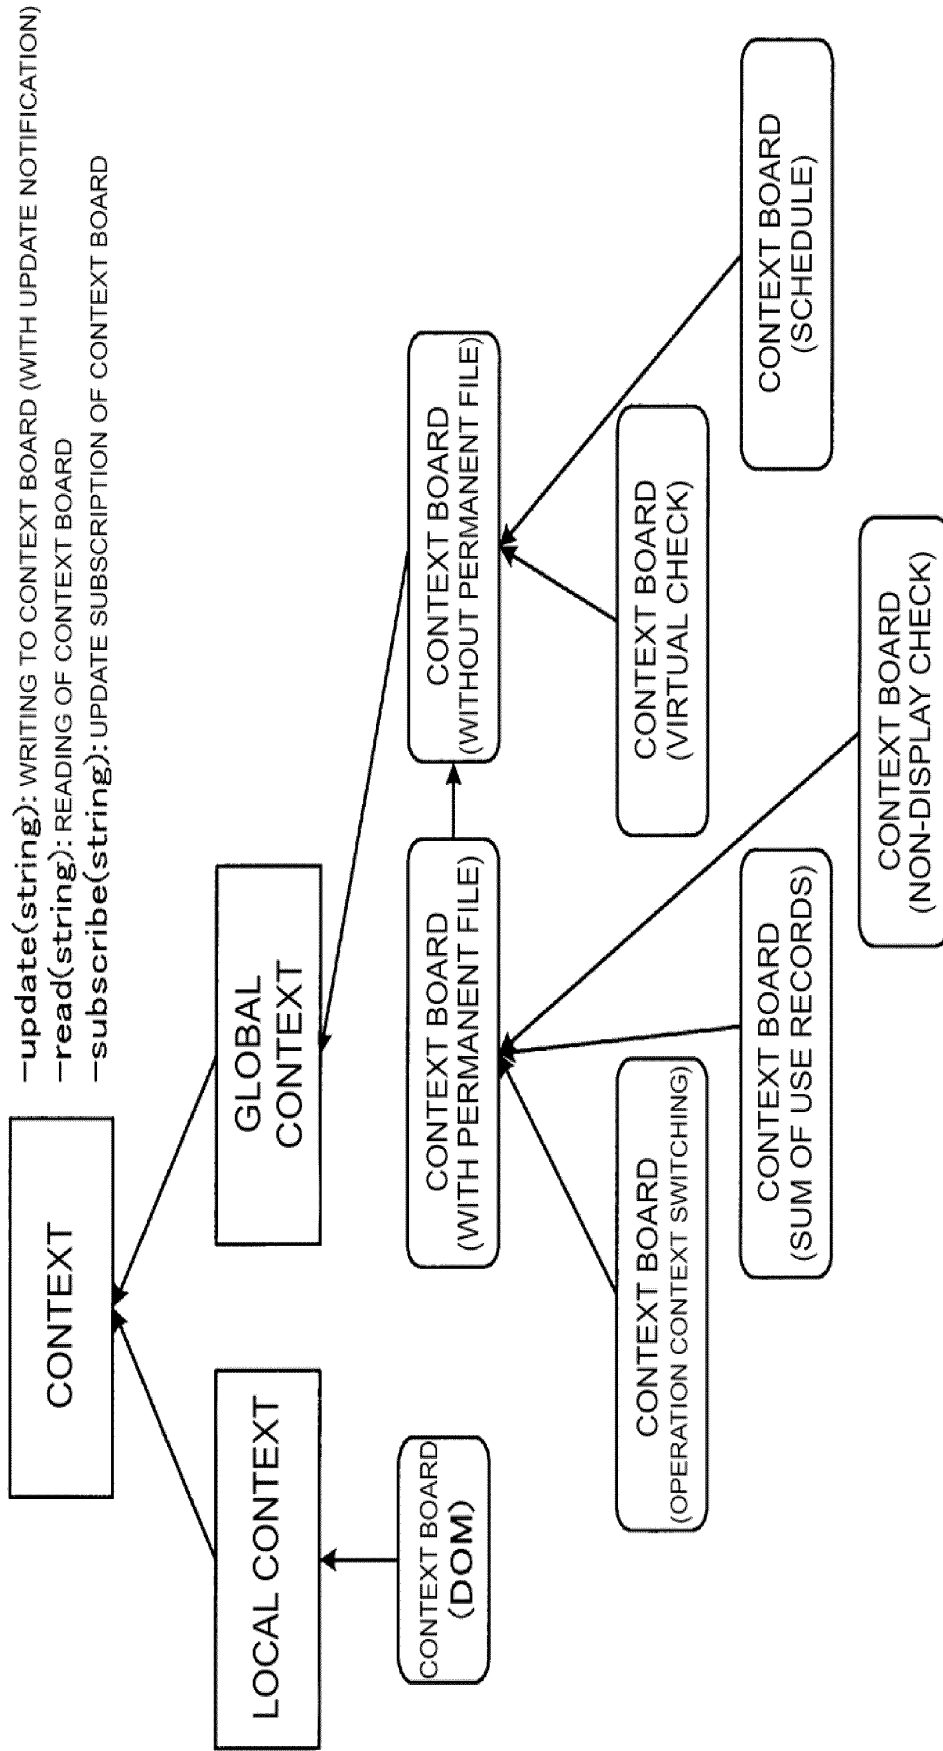 CONTEXT
-update(string): WRITING TO CONTEXT BOARD (WITH UPDATE NOTIFICATION)
-read(string): READING OF CONTEXT BOARD
-subscribe(string): UPDATE SUBSCRIPTION OF CONTEXT BOARD
LOCAL CONTEXT
GLOBAL
CONTEXT
CONTEXT BOARD
(DOM)
CONTEXT BOARD
(WITH PERMANENT FILE)
CONTEXT BOARD
(WITHOUT PERMANENT FILE)
CONTEXT BOARD
(OPERATION CONTEXT SWITCHING)
CONTEXT BOARD
(VIRTUAL CHECK)
CONTEXT BOARD
(SUM OF USE RECORDS)
CONTEXT BOARD
(SCHEDULE)
CONTEXT BOARD
(NON-DISPLAY CHECK)